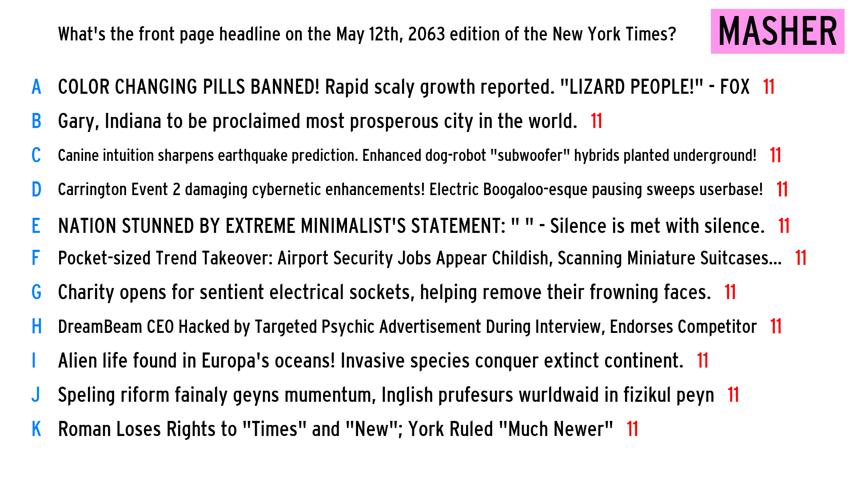 What's the front page headline on the May 12th, 2063 edition of the New York Times?
MASHER
A COLOR CHANGING PILLS BANNED! Rapid scaly growth reported. "LIZARD PEOPLE!" - FOX 11
B Gary, Indiana to be proclaimed most prosperous city in the world. 11
C Canine intuition sharpens earthquake prediction. Enhanced dog-robot "subwoofer" hybrids planted underground! 11
D Carrington Event 2 damaging cybernetic enhancements! Electric Boogaloo-esque pausing sweeps userbase! 11
E NATION STUNNED BY EXTREME MINIMALIST'S STATEMENT: " " - Silence is met with silence. 11
F Pocket-sized Trend Takeover: Airport Security Jobs Appear Childish, Scanning Miniature Suitcases... 11
G Charity opens for sentient electrical sockets, helping remove their frowning faces. 11
H DreamBeam CEO Hacked by Targeted Psychic Advertisement During Interview, Endorses Competitor 11
I Alien life found in Europa's oceans! Invasive species conquer extinct continent. 11
J Speling riform fainaly geyns mumentum, Inglish prufesurs wurldwaid in fizikul peyn 11
K Roman Loses Rights to "Times" and "New"; York Ruled "Much Newer" 11